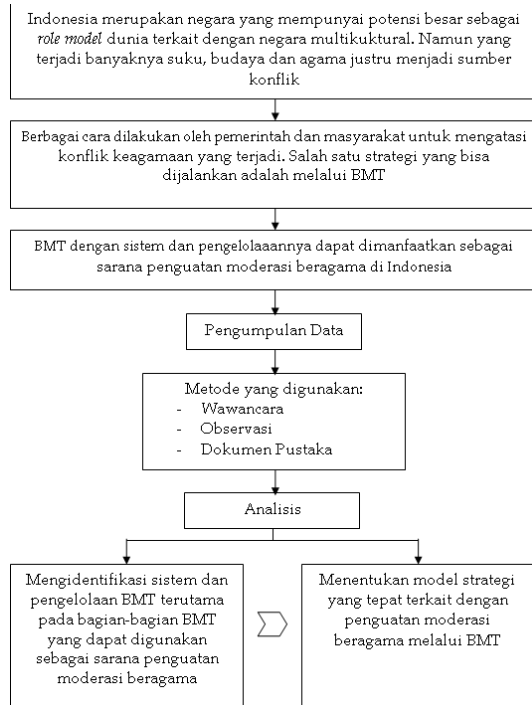 Indonesia merupakan negara yang mempunyai potensi besar sebagai
role model dunia terkait dengan negara multikuktural. Namun yang
terjadi banyaknya suku, budaya dan agama justru menjadi sumber
konflik
Berbagai cara dilakukan oleh pemerintah dan masyarakat untuk mengatasi
konflik keagamaan yang terjadi. Salah satu strategi yang bisa
dijalankan adalah melalui BMT
BMT dengan sistem dan pengelolaaannya dapat dimanfaatkan sebagai
sarana penguatan moderasi beragama di Indonesia
Pengumpulan Data
Metode yang digunakan:
- Wawancara
- Observasi
- Dokumen Pustaka
Analisis
Mengidentifikasi sistem dan
pengelolaan BMT terutama
pada bagian-bagian BMT
yang dapat digunakan
sebagai sarana penguatan
moderasi beragama
Menentukan model strategi
yang tepat terkait dengan
penguatan moderasi
beragama melalui BMT